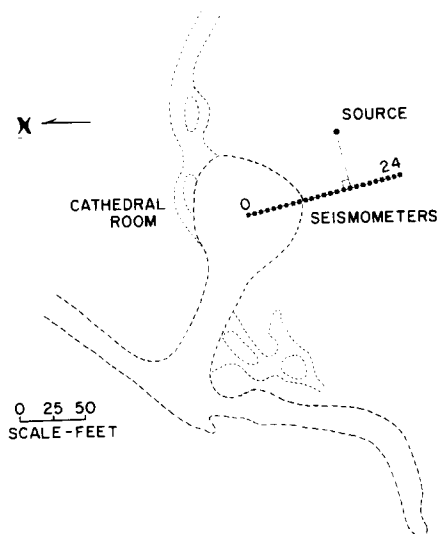 SOURCE
N
24
CATHEDRAL
ROOM
0
SEISMOMETERS
0 25 50
SCALE-FEET